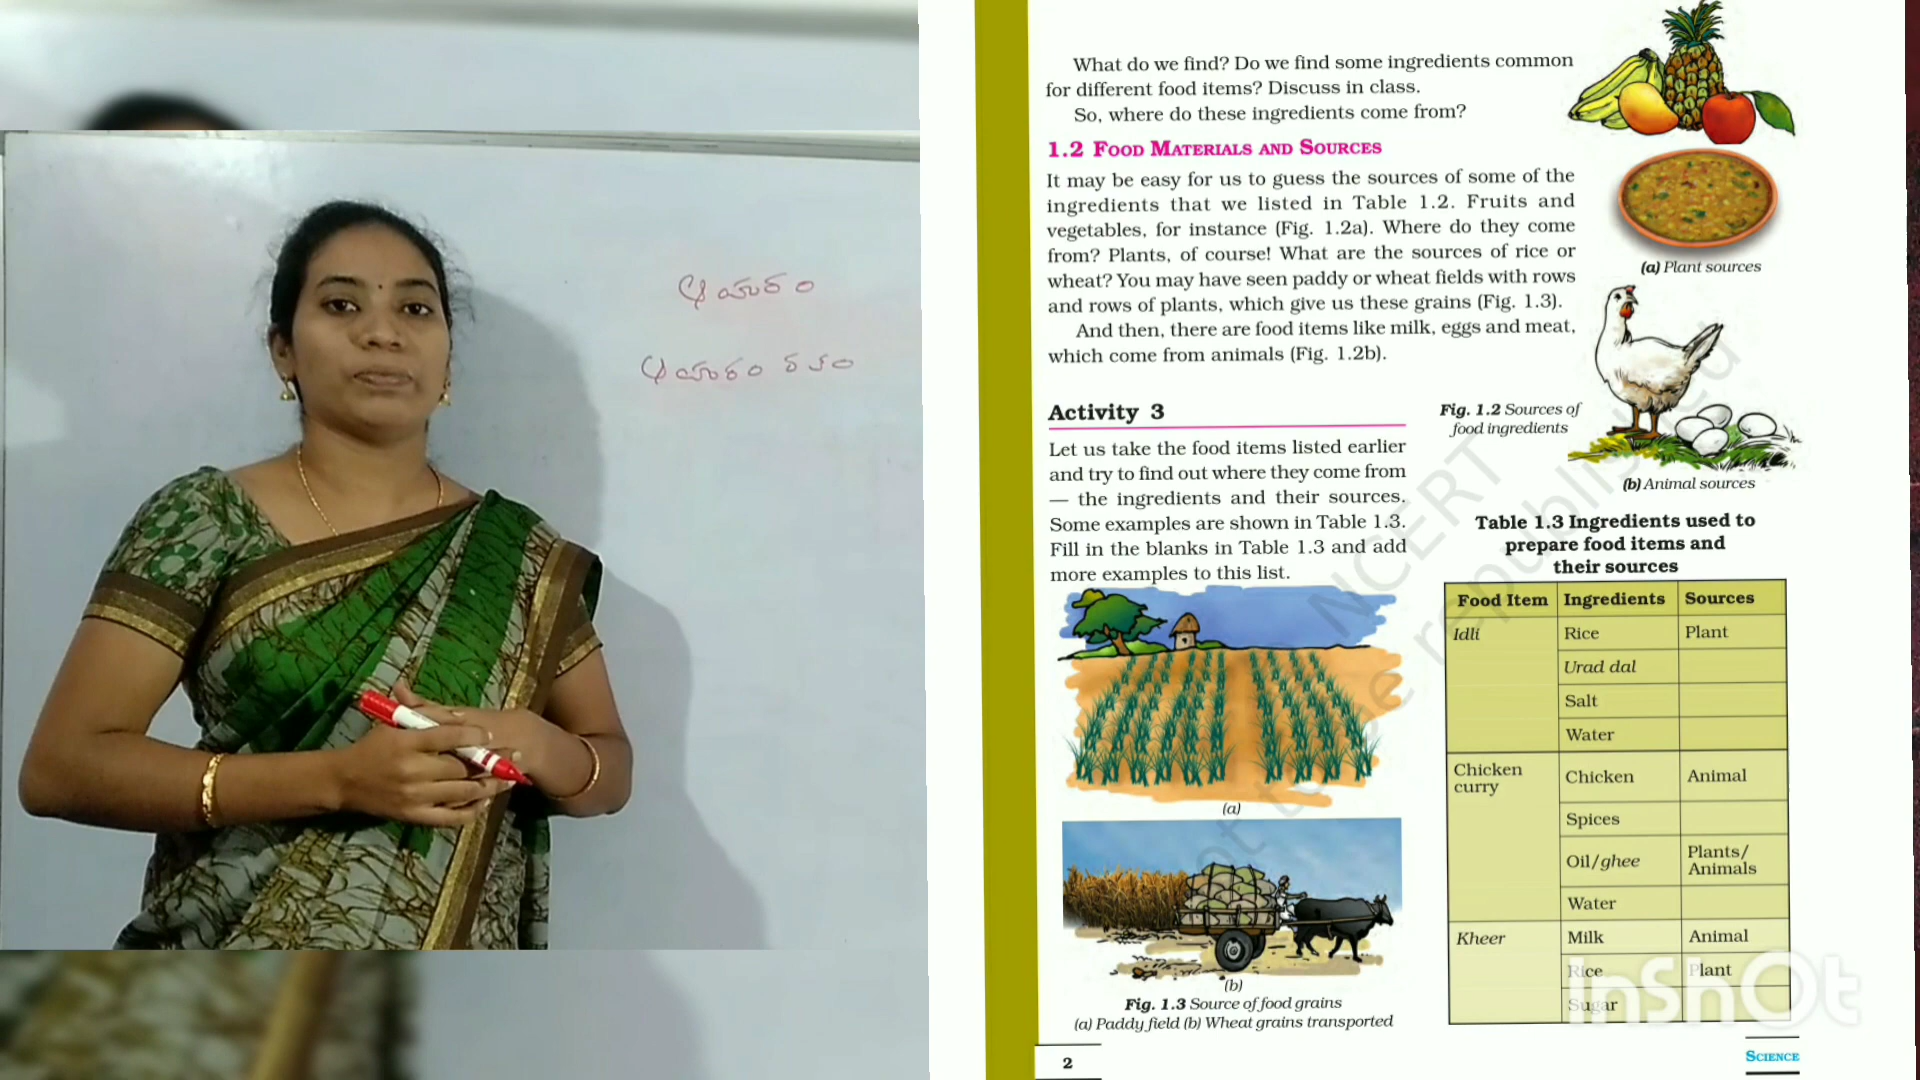 ఆహారం
ఆహారం రకం
What do we find? Do we find some ingredients common
for different food items? Discuss in class.
So, where do these ingredients come from?
1.2 FOOD MATERIALS AND SOURCES
It may be easy for us to guess the sources of some of the
ingredients that we listed in Table 1.2. Fruits and
vegetables, for instance (Fig. 1.2a). Where do they come
from? Plants, of course! What are the sources of rice or
wheat? You may have seen paddy or wheat fields with rows
and rows of plants, which give us these grains (Fig. 1.3).
And then, there are food items like milk, eggs and meat,
which come from animals (Fig. 1.2b).
(a) Plant sources
Fig. 1.2 Sources of
food ingredients
(b) Animal sources
Activity 3
Let us take the food items listed earlier
and try to find out where they come from
— the ingredients and their sources.
Some examples are shown in Table 1.3.
Fill in the blanks in Table 1.3 and add
more examples to this list.
(a)
(b)
Fig. 1.3 Source of food grains
(a) Paddy field (b) Wheat grains transported
Table 1.3 Ingredients used to
prepare food items and
their sources
Food Item Ingredients Sources
Idli Rice Plant
Urad dal
Salt
Water
Chicken curry Chicken Animal
Spices
Oil/ghee Plants/ Animals
Water
Kheer Milk Animal
Rice Plant
Sugar
NCERT
not to be republished
InShOt
2
SCIENCE